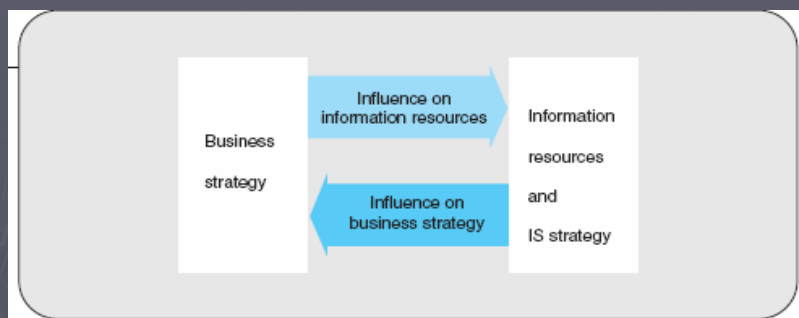 Business
strategy
Influence on
information resources
Influence on
business strategy
Information
resources
and
IS strategy